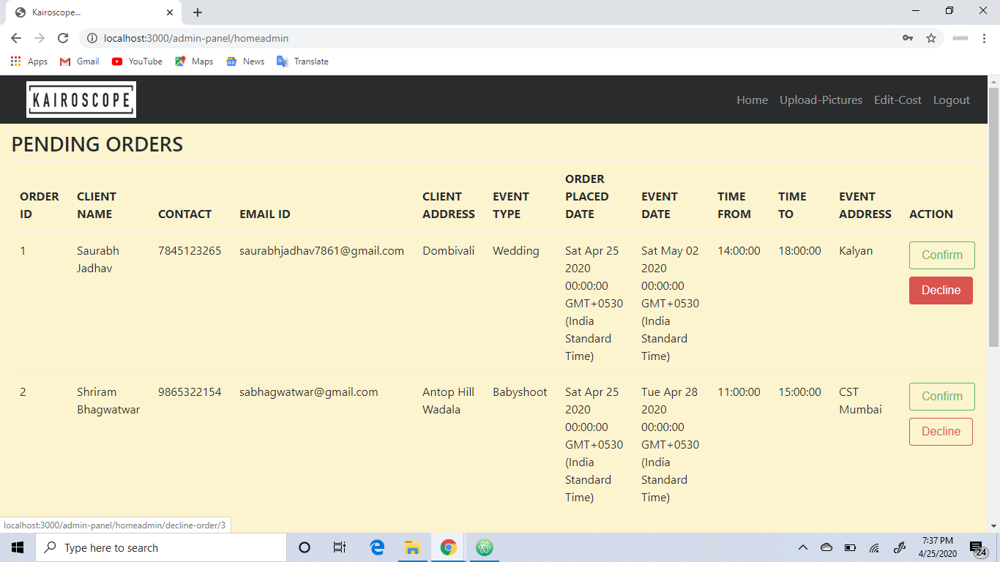 Kairoscope...
localhost:3000/admin-panel/homeadmin
Apps Gmail YouTube Maps News Translate
KAIROSCOPE
Home Upload-Pictures Edit-Cost Logout
PENDING ORDERS
ORDER ID CLIENT NAME CONTACT EMAIL ID CLIENT ADDRESS EVENT TYPE ORDER PLACED DATE EVENT DATE TIME FROM TIME TO EVENT ADDRESS ACTION
1 Saurabh Jadhav 7845123265 saurabhjadhav7861@gmail.com Dombivali Wedding Sat Apr 25 2020 00:00:00 GMT+0530 (India Standard Time) Sat May 02 2020 00:00:00 GMT+0530 (India Standard Time) 14:00:00 18:00:00 Kalyan Confirm
Decline
2 Shriram Bhagwatwar 9865322154 sabhagwatwar@gmail.com Antop Hill Wadala Babyshoot Sat Apr 25 2020 00:00:00 GMT+0530 (India Standard Time) Tue Apr 28 2020 00:00:00 GMT+0530 (India Standard Time) 11:00:00 15:00:00 CST Mumbai Confirm
Decline
localhost:3000/admin-panel/homeadmin/decline-order/3
Type here to search
7:37 PM
4/25/2020
24